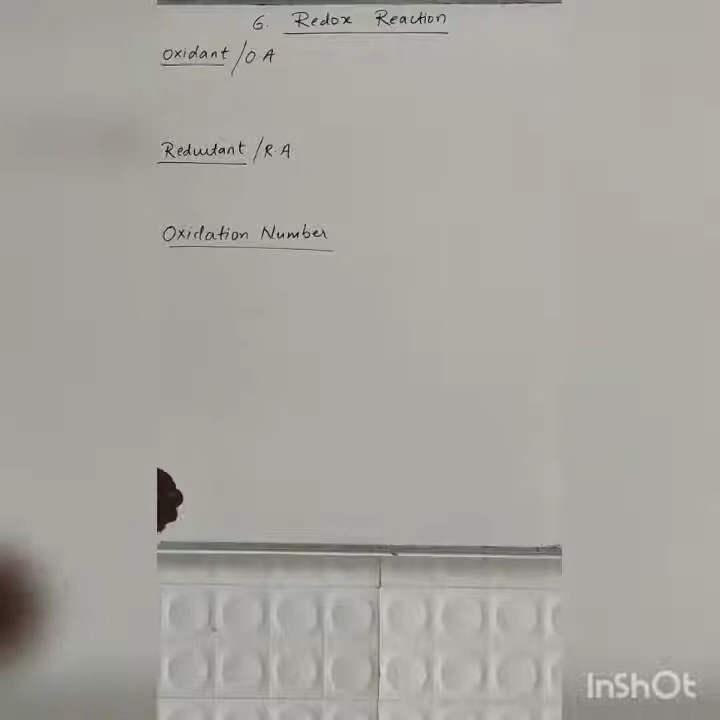 6. Redox Reaction
Oxidant / O A
Reductant / R.A
Oxidation Number
InShOt